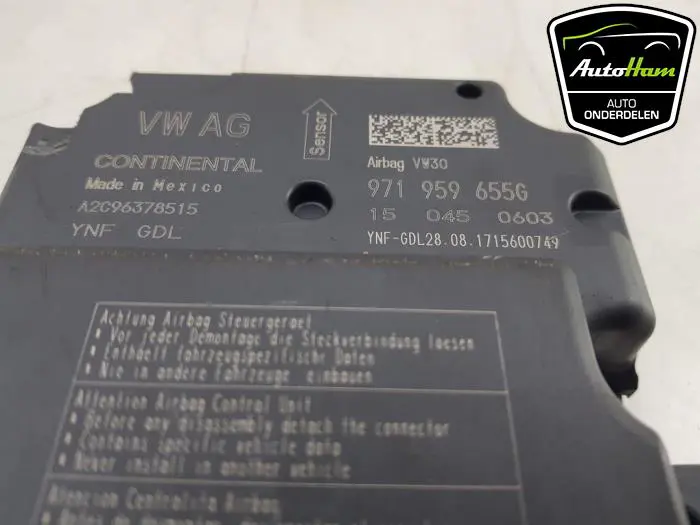 VW AG
CONTINENTAL
Made in Mexico
A2C96378515
YNF GDL
Sensor
Airbag VW30
971 959 655G
15 045 0603
YNF-GDL28.08.1715600749
Achtung Airbag Steuergeraet
• Vor jeder Demontage die Steckverbindung loesen
• Enthaelt fahrzeugspezifische Daten
• Nie in andere Fahrzeuge einbauen
Attention Airbag Control Unit
• Before any disassembly detach the connector
• Contains specific vehicle data
• Never install in another vehicle
Atencion Centralita Airbag
AutoHam
AUTO
ONDERDELEN